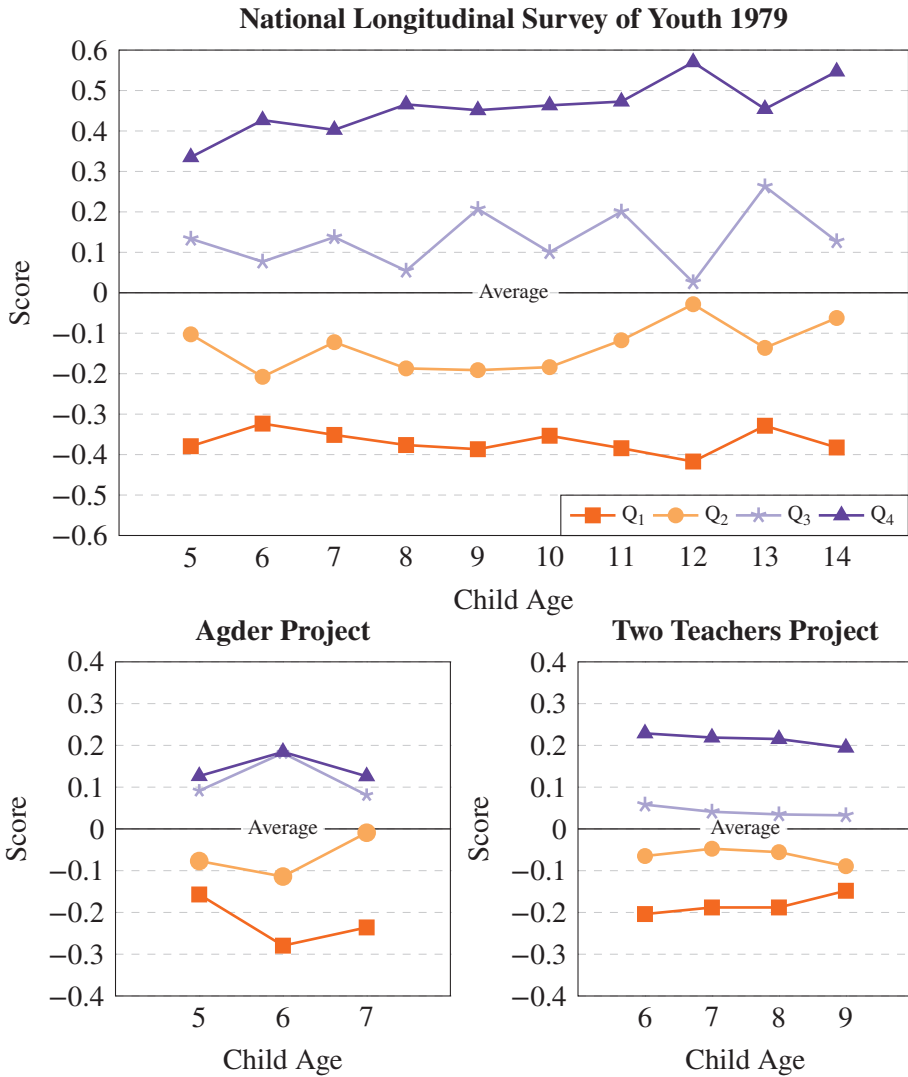 National Longitudinal Survey of Youth 1979
0.6
0.5
0.4
0.3
0.2
0.1
0
−0.1
−0.2
−0.3
−0.4
−0.5
−0.6
Score
Average
Q1 Q2 Q3 Q4
5 6 7 8 9 10 11 12 13 14
Child Age
Agder Project
0.4
0.3
0.2
0.1
0
−0.1
−0.2
−0.3
−0.4
Score
Average
5 6 7
Child Age
Two Teachers Project
0.4
0.3
0.2
0.1
0
−0.1
−0.2
−0.3
−0.4
Score
Average
6 7 8 9
Child Age